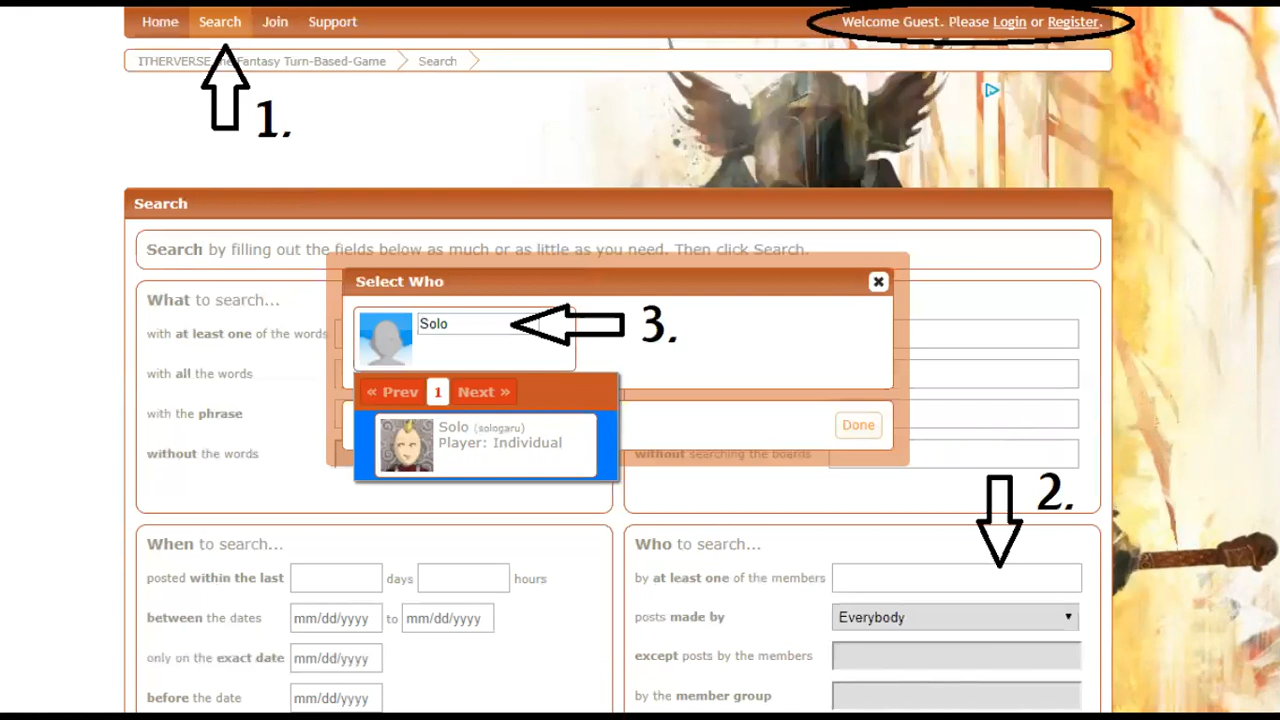 Home Search Join Support
Welcome Guest. Please Login or Register.
ITHERVERSE the Fantasy Turn-Based-Game Search
1.
Search
Search by filling out the fields below as much or as little as you need. Then click Search.
What to search...
with at least one of the words
with all the words
with the phrase
without the words
Select Who
Solo
3.
« Prev 1 Next »
Solo (sologaru)
Player: Individual
Done
without searching the boards
2.
When to search...
posted within the last days hours
between the dates mm/dd/yyyy to mm/dd/yyyy
only on the exact date mm/dd/yyyy
before the date mm/dd/yyyy
Who to search...
by at least one of the members
posts made by Everybody
except posts by the members
by the member group